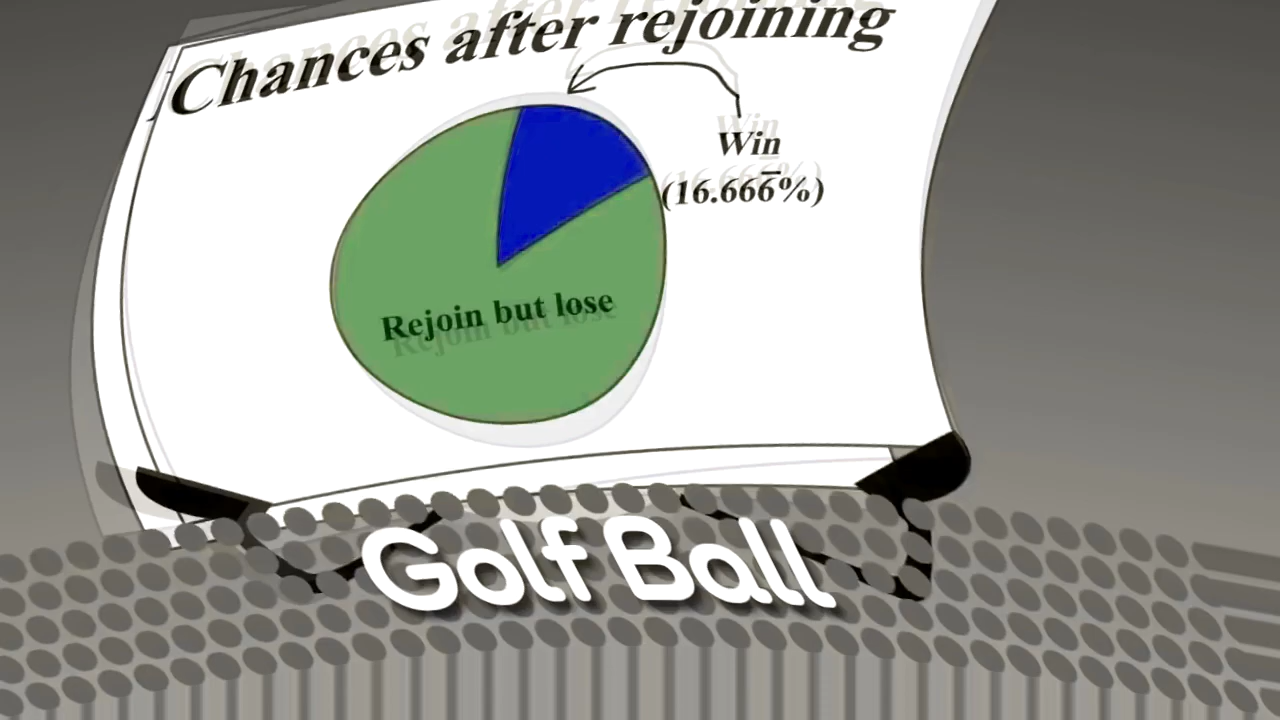 Chances after rejoining
Win
(16.666̅%)
Rejoin but lose
Golf Ball